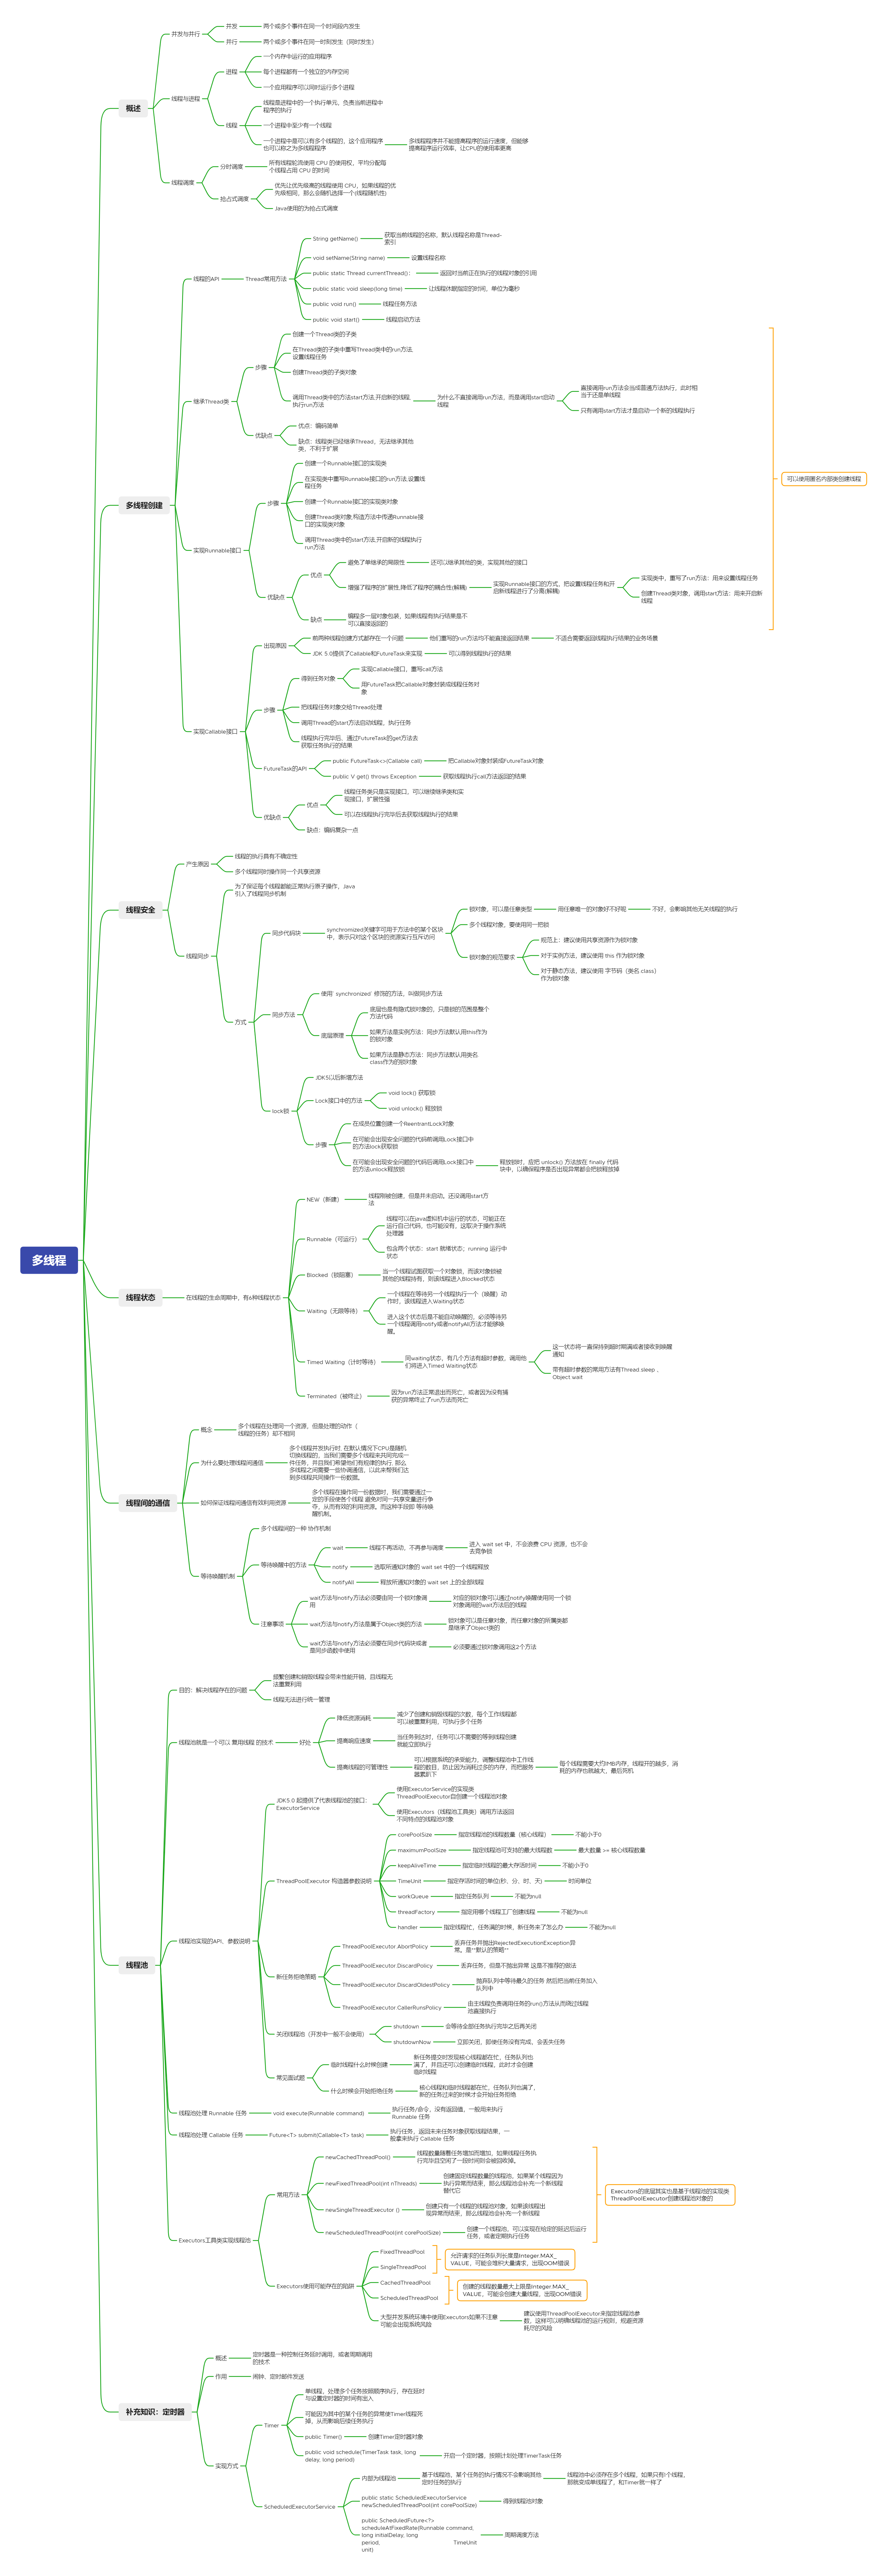 多线程
概述
并发与并行
并发
两个或多个事件在同一个时间段内发生
并行
两个或多个事件在同一时刻发生（同时发生）
线程与进程
进程
一个内存中运行的应用程序
每个进程都有一个独立的内存空间
一个应用程序可以同时运行多个进程
线程
线程是进程中的一个执行单元，负责当前进程中
程序的执行
一个进程中至少有一个线程
一个进程中是可以有多个线程的，这个应用程序
也可以称之为多线程程序
多线程程序并不能提高程序的运行速度，但能够
提高程序运行效率，让CPU的使用率更高
线程调度
分时调度
所有线程轮流使用 CPU 的使用权，平均分配每
个线程占用 CPU 的时间
抢占式调度
优先让优先级高的线程使用 CPU，如果线程的优
先级相同，那么会随机选择一个(线程随机性)
Java使用的为抢占式调度
多线程创建
线程的API
Thread常用方法
String getName()
获取当前线程的名称，默认线程名称是Thread-
索引
void setName(String name)
设置线程名称
public static Thread currentThread()：
返回对当前正在执行的线程对象的引用
public static void sleep(long time)
让线程休眠指定的时间，单位为毫秒
public void run()
线程任务方法
public void start()
线程启动方法
继承Thread类
步骤
创建一个Thread类的子类
在Thread类的子类中重写Thread类中的run方法,
设置线程任务
创建Thread类的子类对象
调用Thread类中的方法start方法,开启新的线程,
执行run方法
为什么不直接调用run方法，而是调用start启动
线程
直接调用run方法会当成普通方法执行，此时相
当于还是单线程
只有调用start方法才是启动一个新的线程执行
优缺点
优点：编码简单
缺点：线程类已经继承Thread，无法继承其他
类，不利于扩展
实现Runnable接口
步骤
创建一个Runnable接口的实现类
在实现类中重写Runnable接口的run方法,设置线
程任务
创建一个Runnable接口的实现类对象
创建Thread类对象,构造方法中传递Runnable接
口的实现类对象
调用Thread类中的start方法,开启新的线程执行
run方法
优缺点
优点
避免了单继承的局限性
还可以继承其他的类，实现其他的接口
增强了程序的扩展性,降低了程序的耦合性(解耦)
实现Runnable接口的方式，把设置线程任务和开
启新线程进行了分离(解耦)
实现类中，重写了run方法：用来设置线程任务
创建Thread类对象，调用start方法：用来开启新
线程
缺点
编程多一层对象包装，如果线程有执行结果是不
可以直接返回的
可以使用匿名内部类创建线程
实现Callable接口
出现原因
前两种线程创建方式都存在一个问题
他们重写的run方法均不能直接返回结果
不适合需要返回线程执行结果的业务场景
JDK 5.0提供了Callable和FutureTask来实现
可以得到线程执行的结果
步骤
得到任务对象
实现Callable接口，重写call方法
用FutureTask把Callable对象封装成线程任务对
象
把线程任务对象交给Thread处理
调用Thread的start方法启动线程，执行任务
线程执行完毕后、通过FutureTask的get方法去
获取任务执行的结果
FutureTask的API
public FutureTask<>(Callable call)
把Callable对象封装成FutureTask对象
public V get() throws Exception
获取线程执行call方法返回的结果
优缺点
优点
线程任务类只是实现接口，可以继续继承类和实
现接口，扩展性强
可以在线程执行完毕后去获取线程执行的结果
缺点：编码复杂一点
线程安全
产生原因
线程的执行具有不确定性
多个线程同时操作同一个共享资源
线程同步
为了保证每个线程都能正常执行原子操作，Java
引入了线程同步机制
方式
同步代码块
synchronized关键字可用于方法中的某个区块
中，表示只对这个区块的资源实行互斥访问
锁对象，可以是任意类型
用任意唯一的对象好不好呢
不好，会影响其他无关线程的执行
多个线程对象，要使用同一把锁
锁对象的规范要求
规范上：建议使用共享资源作为锁对象
对于实例方法，建议使用 this 作为锁对象
对于静态方法，建议使用 字节码（类名.class）
作为锁对象
同步方法
使用`synchronized`修饰的方法，叫做同步方法
底层原理
底层也是有隐式锁对象的，只是锁的范围是整个
方法代码
如果方法是实例方法：同步方法默认用this作为
的锁对象
如果方法是静态方法：同步方法默认用类名
class作为的锁对象
lock锁
JDK5以后新增方法
Lock接口中的方法
void lock() 获取锁
void unlock() 释放锁
步骤
在成员位置创建一个ReentrantLock对象
在可能会出现安全问题的代码前调用Lock接口中
的方法lock获取锁
在可能会出现安全问题的代码后调用Lock接口中
的方法unlock释放锁
释放锁时，应把 unlock() 方法放在 finally 代码
块中，以确保程序是否出现异常都会把锁释放掉
线程状态
在线程的生命周期中，有6种线程状态
NEW（新建）
线程刚被创建，但是并未启动。还没调用start方
法
Runnable（可运行）
线程可以在java虚拟机中运行的状态，可能正在
运行自己代码，也可能没有，这取决于操作系统
处理器
包含两个状态：start 就绪状态；running 运行中
状态
Blocked（锁阻塞）
当一个线程试图获取一个对象锁，而该对象锁被
其他的线程持有，则该线程进入Blocked状态
Waiting（无限等待）
一个线程在等待另一个线程执行一个（唤醒）动
作时，该线程进入Waiting状态
进入这个状态后是不能自动唤醒的，必须等待另
一个线程调用notify或者notifyAll方法才能够唤
醒。
Timed Waiting（计时等待）
同waiting状态，有几个方法有超时参数，调用他
们将进入Timed Waiting状态
这一状态将一直保持到超时期满或者接收到唤醒
通知
带有超时参数的常用方法有Thread.sleep 、
Object.wait
Terminated（被终止）
因为run方法正常退出而死亡，或者因为没有捕
获的异常终止了run方法而死亡
线程间的通信
概念
多个线程在处理同一个资源，但是处理的动作（
线程的任务）却不相同
为什么要处理线程间通信
多个线程并发执行时, 在默认情况下CPU是随机
切换线程的，当我们需要多个线程来共同完成一
件任务，并且我们希望他们有规律的执行, 那么
多线程之间需要一些协调通信，以此来帮我们达
到多线程共同操作一份数据。
如何保证线程间通信有效利用资源
多个线程在操作同一份数据时，我们需要通过一
定的手段使各个线程 避免对同一共享变量进行争
夺，从而有效的利用资源。而这种手段即 等待唤
醒机制。
等待唤醒机制
多个线程间的一种 协作机制
等待唤醒中的方法
wait
线程不再活动，不再参与调度
进入 wait set 中，不会浪费 CPU 资源，也不会
去竞争锁
notify
选取所通知对象的 wait set 中的一个线程释放
notifyAll
释放所通知对象的 wait set 上的全部线程
注意事项
wait方法与notify方法必须要由同一个锁对象调
用
对应的锁对象可以通过notify唤醒使用同一个锁
对象调用的wait方法后的线程
wait方法与notify方法是属于Object类的方法
锁对象可以是任意对象，而任意对象的所属类都
是继承了Object类的
wait方法与notify方法必须要在同步代码块或者
是同步函数中使用
必须要通过锁对象调用这2个方法
线程池
目的：解决线程存在的问题
频繁创建和销毁线程会带来性能开销，且线程无
法重复利用
线程无法进行统一管理
线程池就是一个可以 复用线程 的技术
好处
降低资源消耗
减少了创建和销毁线程的次数，每个工作线程都
可以被重复利用，可执行多个任务
提高响应速度
当任务到达时，任务可以不需要的等到线程创建
就能立即执行
提高线程的可管理性
可以根据系统的承受能力，调整线程池中工作线
程的数目，防止因为消耗过多的内存，而把服务
器累趴下
每个线程需要大约1MB内存，线程开的越多，消
耗的内存也就越大，最后死机
线程池实现的API、参数说明
JDK5.0 起提供了代表线程池的接口：
ExecutorService
使用ExecutorService的实现类
ThreadPoolExecutor自创建一个线程池对象
使用Executors（线程池工具类）调用方法返回
不同特点的线程池对象
ThreadPoolExecutor 构造器参数说明
corePoolSize
指定线程池的线程数量（核心线程）
不能小于0
maximumPoolSize
指定线程池可支持的最大线程数
最大数量 >= 核心线程数量
keepAliveTime
指定临时线程的最大存活时间
不能小于0
TimeUnit
指定存活时间的单位(秒、分、时、天)
时间单位
workQueue
指定任务队列
不能为null
threadFactory
指定用哪个线程工厂创建线程
不能为null
handler
指定线程忙，任务满的时候，新任务来了怎么办
不能为null
新任务拒绝策略
ThreadPoolExecutor.AbortPolicy
丢弃任务并抛出RejectedExecutionException异
常。是**默认的策略**
ThreadPoolExecutor.DiscardPolicy
丢弃任务，但是不抛出异常 这是不推荐的做法
ThreadPoolExecutor.DiscardOldestPolicy
抛弃队列中等待最久的任务 然后把当前任务加入
队列中
ThreadPoolExecutor.CallerRunsPolicy
由主线程负责调用任务的run()方法从而绕过线程
池直接执行
关闭线程池（开发中一般不会使用）
shutdown
会等待全部任务执行完毕之后再关闭
shutdownNow
立即关闭，即使任务没有完成，会丢失任务
常见面试题
临时线程什么时候创建
新任务提交时发现核心线程都在忙，任务队列也
满了，并且还可以创建临时线程，此时才会创建
临时线程
什么时候会开始拒绝任务
核心线程和临时线程都在忙，任务队列也满了，
新的任务过来的时候才会开始任务拒绝
线程池处理 Runnable 任务
void execute(Runnable command)
执行任务/命令，没有返回值，一般用来执行
Runnable 任务
线程池处理 Callable 任务
Future<T> submit(Callable<T> task)
执行任务，返回未来任务对象获取线程结果，一
般拿来执行 Callable 任务
Executors工具类实现线程池
常用方法
newCachedThreadPool()
线程数量随着任务增加而增加，如果线程任务执
行完毕且空闲了一段时间则会被回收掉。
newFixedThreadPool(int nThreads)
创建固定线程数量的线程池，如果某个线程因为
执行异常而结束，那么线程池会补充一个新线程
替代它
newSingleThreadExecutor ()
创建只有一个线程的线程池对象，如果该线程出
现异常而结束，那么线程池会补充一个新线程
newScheduledThreadPool(int corePoolSize)
创建一个线程池，可以实现在给定的延迟后运行
任务，或者定期执行任务
Executors的底层其实也是基于线程池的实现类
ThreadPoolExecutor创建线程池对象的
Executors使用可能存在的陷阱
FixedThreadPool
SingleThreadPool
允许请求的任务队列长度是Integer.MAX_
VALUE，可能会堆积大量请求，出现OOM错误
CachedThreadPool
ScheduledThreadPool
创建的线程数量最大上限是Integer.MAX_
VALUE，可能会创建大量线程，出现OOM错误
大型并发系统环境中使用Executors如果不注意
可能会出现系统风险
建议使用ThreadPoolExecutor来指定线程池参
数，这样可以明确线程池的运行规则，规避资源
耗尽的风险
补充知识：定时器
概述
定时器是一种控制任务延时调用，或者周期调用
的技术
作用
闹钟、定时邮件发送
实现方式
Timer
单线程，处理多个任务按照顺序执行，存在延时
与设置定时器的时间有出入
可能因为其中的某个任务的异常使Timer线程死
掉，从而影响后续任务执行
public Timer()
创建Timer定时器对象
public void schedule(TimerTask task, long
delay, long period)
开启一个定时器，按照计划处理TimerTask任务
ScheduledExecutorService
内部为线程池
基于线程池，某个任务的执行情况不会影响其他
定时任务的执行
线程池中必须存在多个线程，如果只有1个线程，
那就变成单线程了，和Timer就一样了
public static ScheduledExecutorService
newScheduledThreadPool(int corePoolSize)
得到线程池对象
public ScheduledFuture<?>
scheduleAtFixedRate(Runnable command,
long initialDelay, long
period, TimeUnit
unit)
周期调度方法